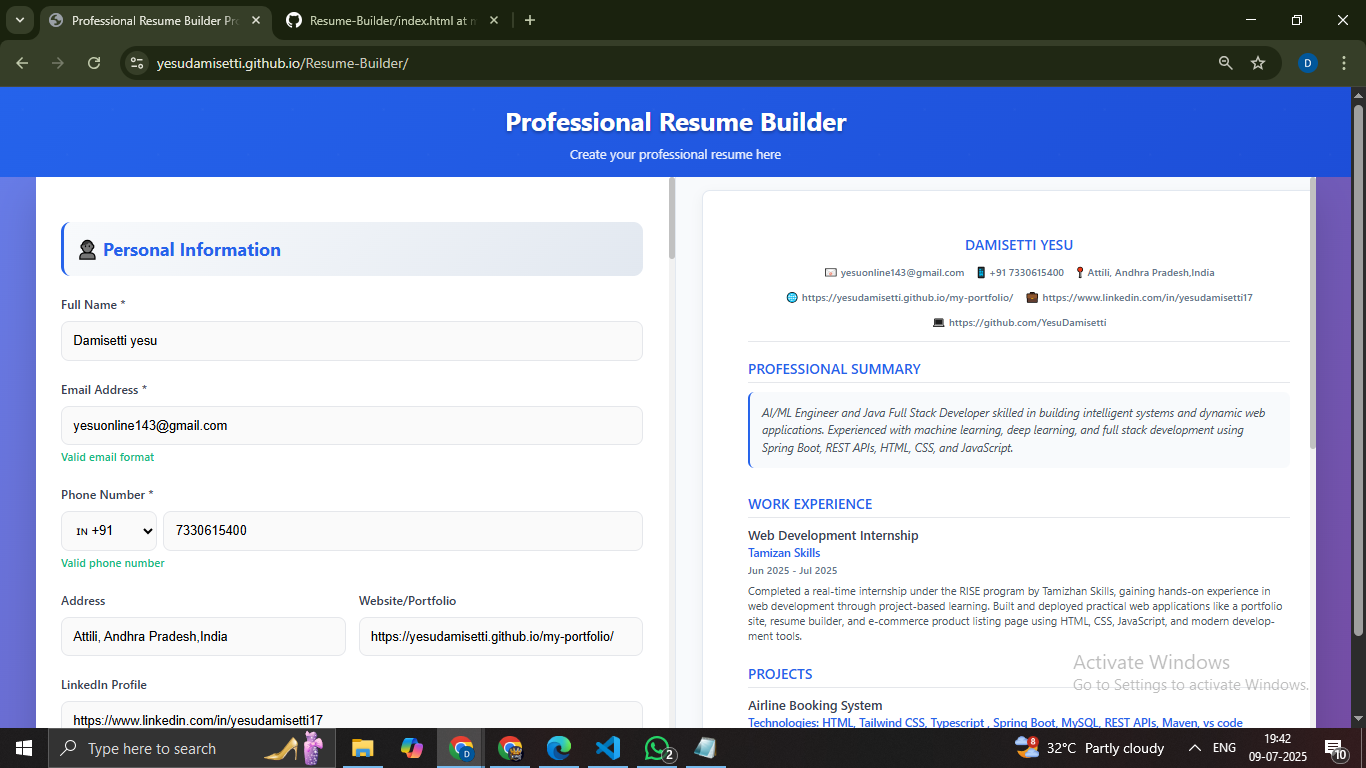 Professional Resume Builder Pr
Resume-Builder/index.html at m
yesudamisetti.github.io/Resume-Builder/
D
Professional Resume Builder
Create your professional resume here
Personal Information
Full Name *
Damisetti yesu
Email Address *
yesuonline143@gmail.com
Valid email format
Phone Number *
IN +91
7330615400
Valid phone number
Address
Website/Portfolio
Attili, Andhra Pradesh,India
https://yesudamisetti.github.io/my-portfolio/
LinkedIn Profile
https://www.linkedin.com/in/yesudamisetti17
DAMISETTI YESU
yesuonline143@gmail.com +91 7330615400 Attili, Andhra Pradesh,India
https://yesudamisetti.github.io/my-portfolio/ https://www.linkedin.com/in/yesudamisetti17
https://github.com/YesuDamisetti
PROFESSIONAL SUMMARY
AI/ML Engineer and Java Full Stack Developer skilled in building intelligent systems and dynamic web
applications. Experienced with machine learning, deep learning, and full stack development using
Spring Boot, REST APIs, HTML, CSS, and JavaScript.
WORK EXPERIENCE
Web Development Internship
Tamizan Skills
Jun 2025 - Jul 2025
Completed a real-time internship under the RISE program by Tamizhan Skills, gaining hands-on experience in
web development through project-based learning. Built and deployed practical web applications like a portfolio
site, resume builder, and e-commerce product listing page using HTML, CSS, JavaScript, and modern develop-
ment tools.
PROJECTS
Airline Booking System
Technologies: HTML, Tailwind CSS, Typescript , Spring Boot, MySQL, REST APIs, Maven, vs code
Activate Windows
Go to Settings to activate Windows.
Type here to search
D
2
8
32°C Partly cloudy
ENG
19:42
09-07-2025
10